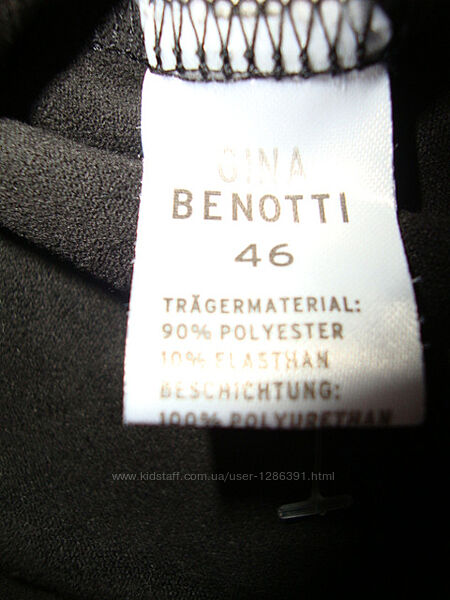 GINA
BENOTTI
46
TRÄGERMATERIAL:
90% POLYESTER
10% ELASTHAN
BESCHICHTUNG:
100% POLYURETHAN
www.kidstaff.com.ua/user-1286391.html